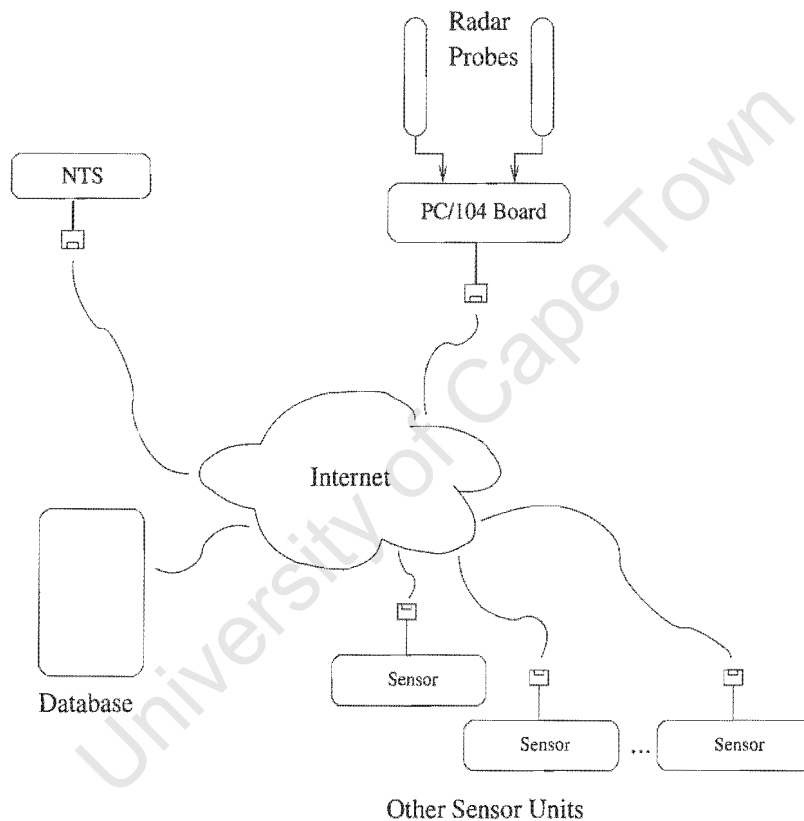 Radar
Probes
NTS
PC/104 Board
Internet
Database
Sensor
Sensor
...
Sensor
Other Sensor Units
University of Cape Town